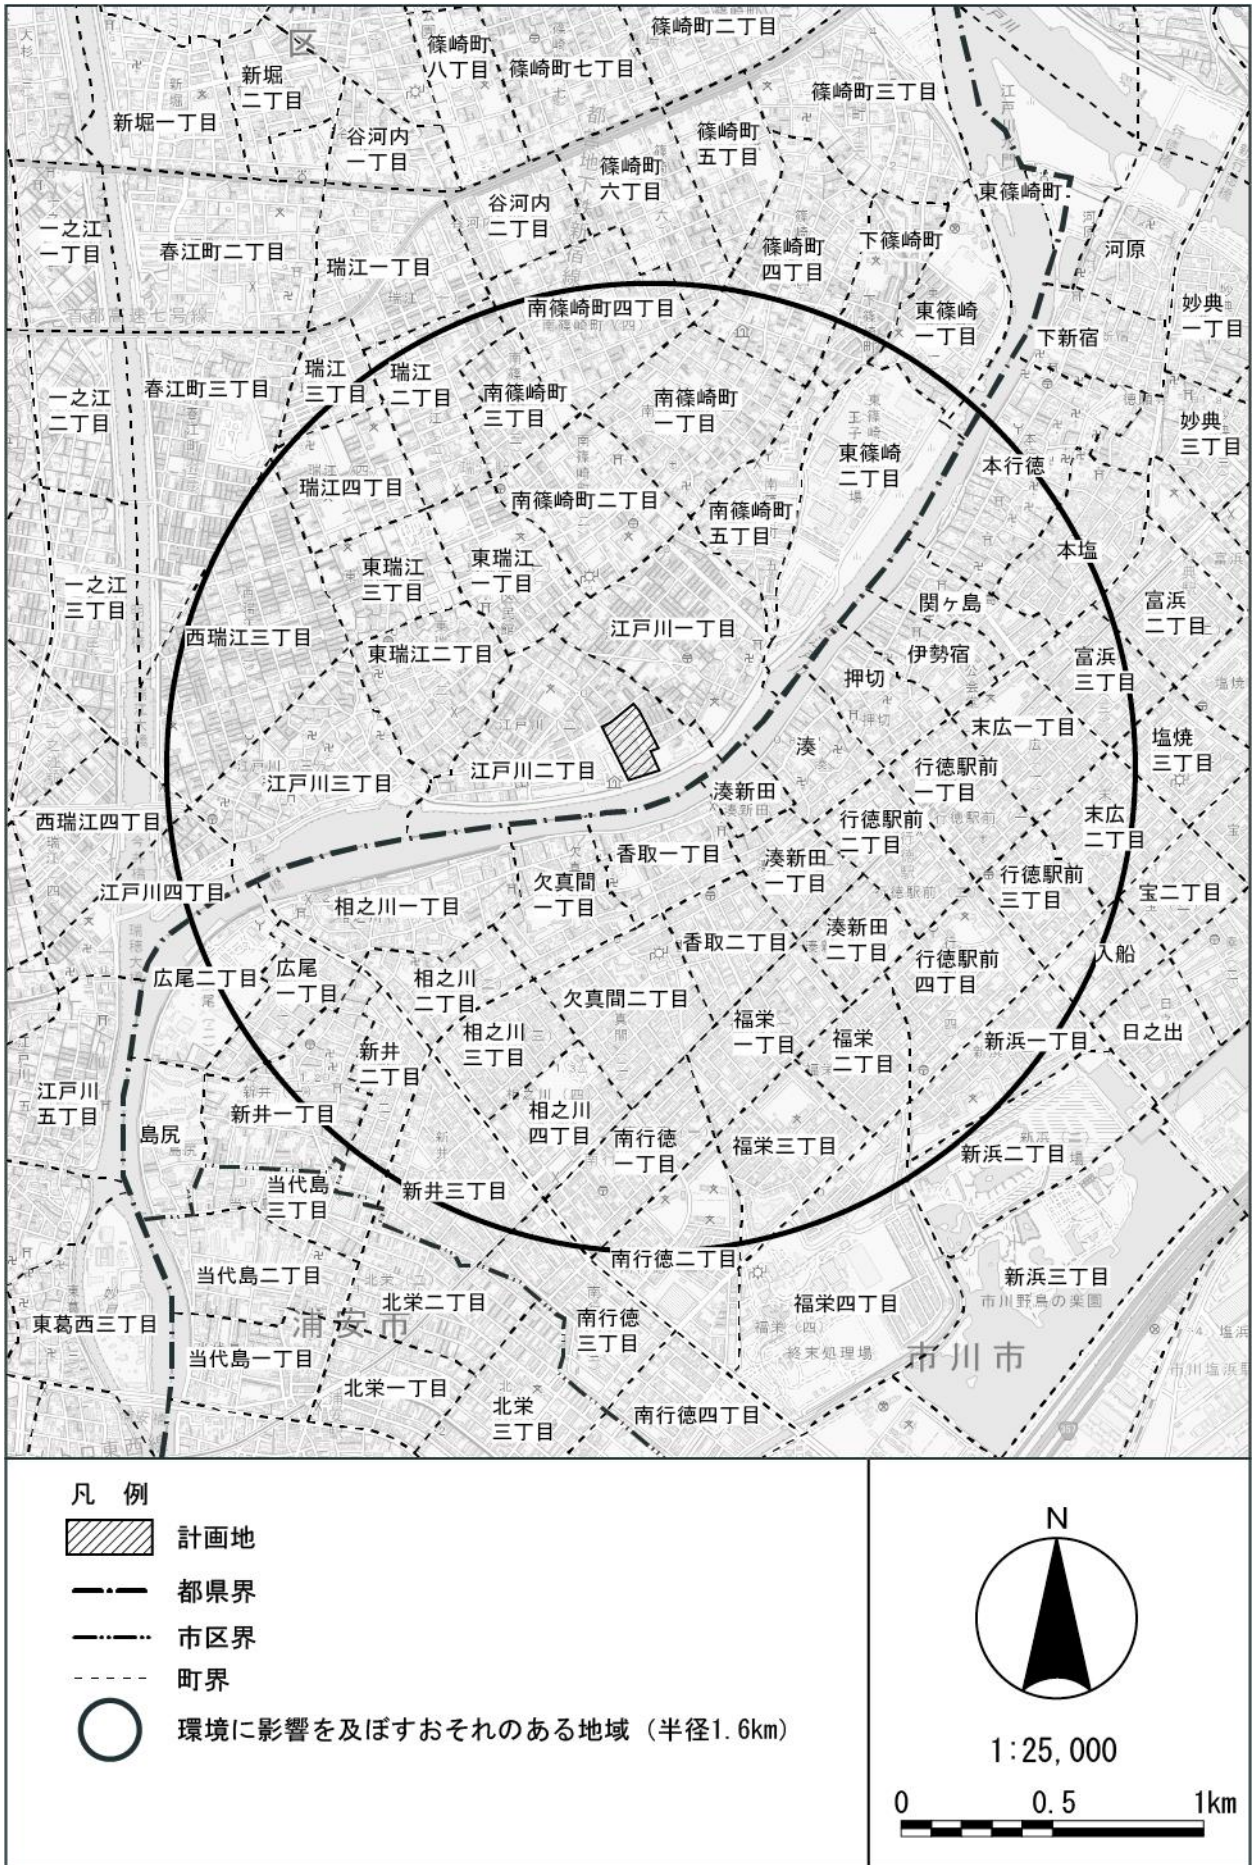 区
篠崎町二丁目
篠崎町
八丁目
篠崎町七丁目
篠崎町三丁目
新堀
二丁目
新堀一丁目
谷河内
一丁目
篠崎町
五丁目
篠崎町
六丁目
東篠崎町
谷河内
二丁目
一之江
一丁目
春江町二丁目
瑞江一丁目
篠崎町
四丁目
下篠崎町
河原
南篠崎町四丁目
東篠崎
一丁目
妙典
一丁目
首都高速七号線
下新宿
瑞江
三丁目
瑞江
二丁目
春江町三丁目
一之江
二丁目
南篠崎町
三丁目
南篠崎町
一丁目
妙典
三丁目
東篠崎
二丁目
本行徳
瑞江四丁目
南篠崎町二丁目
南篠崎町
五丁目
本塩
東瑞江
一丁目
東瑞江
三丁目
一之江
三丁目
関ヶ島
富浜
二丁目
西瑞江三丁目
江戸川一丁目
東瑞江二丁目
伊勢宿
富浜
三丁目
押切
末広一丁目
湊
塩焼
三丁目
江戸川二丁目
江戸川三丁目
湊新田
行徳駅前
一丁目
西瑞江四丁目
行徳駅前
二丁目
末広
二丁目
香取一丁目
湊新田
一丁目
行徳駅前
三丁目
江戸川四丁目
欠真間
一丁目
宝二丁目
相之川一丁目
香取二丁目
湊新田
二丁目
行徳駅前
四丁目
入船
広尾二丁目
広尾
一丁目
相之川
二丁目
欠真間二丁目
福栄
一丁目
日之出
相之川
三丁目
福栄
二丁目
新浜一丁目
新井
二丁目
江戸川
五丁目
新井一丁目
相之川
四丁目
島尻
南行徳
一丁目
福栄三丁目
新浜二丁目
当代島
三丁目
新井三丁目
南行徳二丁目
当代島二丁目
新浜三丁目
市川野鳥の楽園
北栄二丁目
福栄四丁目
東葛西三丁目
浦安市
南行徳
三丁目
終末処理場
市川市
当代島一丁目
北栄一丁目
北栄
三丁目
南行徳四丁目
凡 例
計画地
都県界
市区界
町界
環境に影響を及ぼすおそれのある地域（半径1.6km）
N
1:25,000
0 0.5 1km